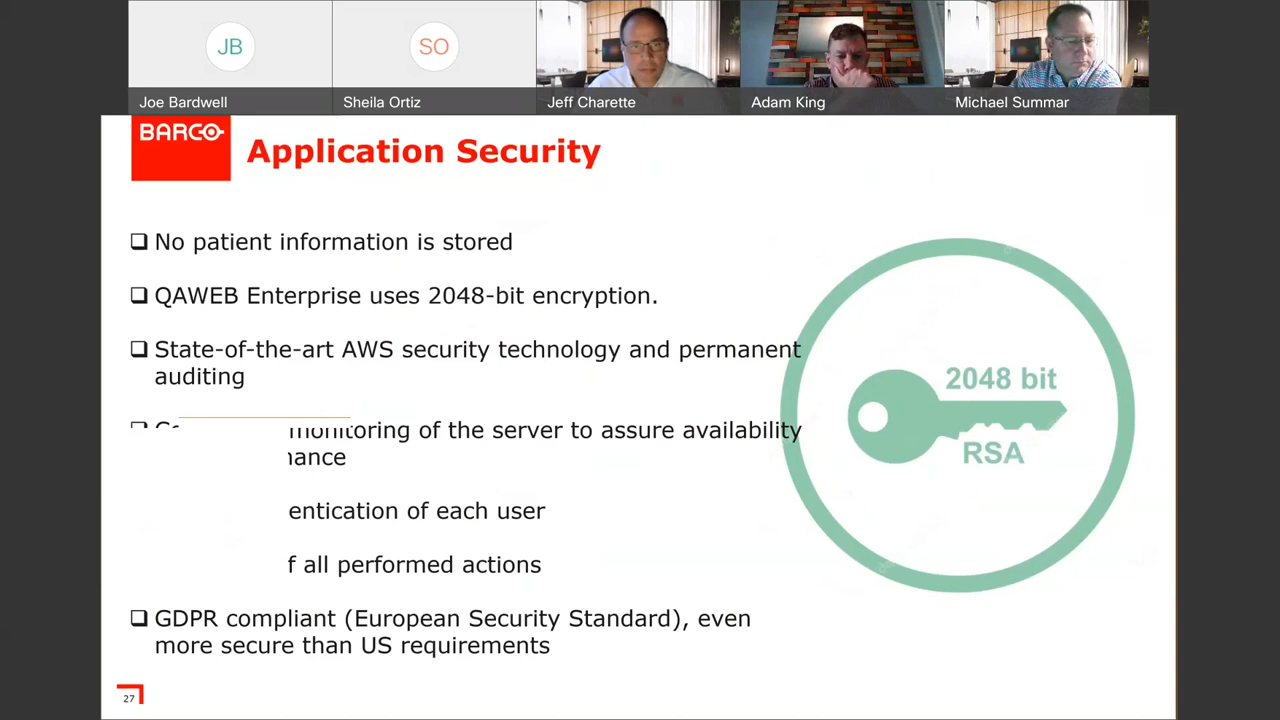 JB
SO
Joe Bardwell
Sheila Ortiz
Jeff Charette
Adam King
Michael Summar
BARCO
Application Security
No patient information is stored
QAWEB Enterprise uses 2048-bit encryption.
State-of-the-art AWS security technology and permanent
auditing
monitoring of the server to assure availability
entication of each user
f all performed actions
GDPR compliant (European Security Standard), even
more secure than US requirements
2048 bit
RSA
27